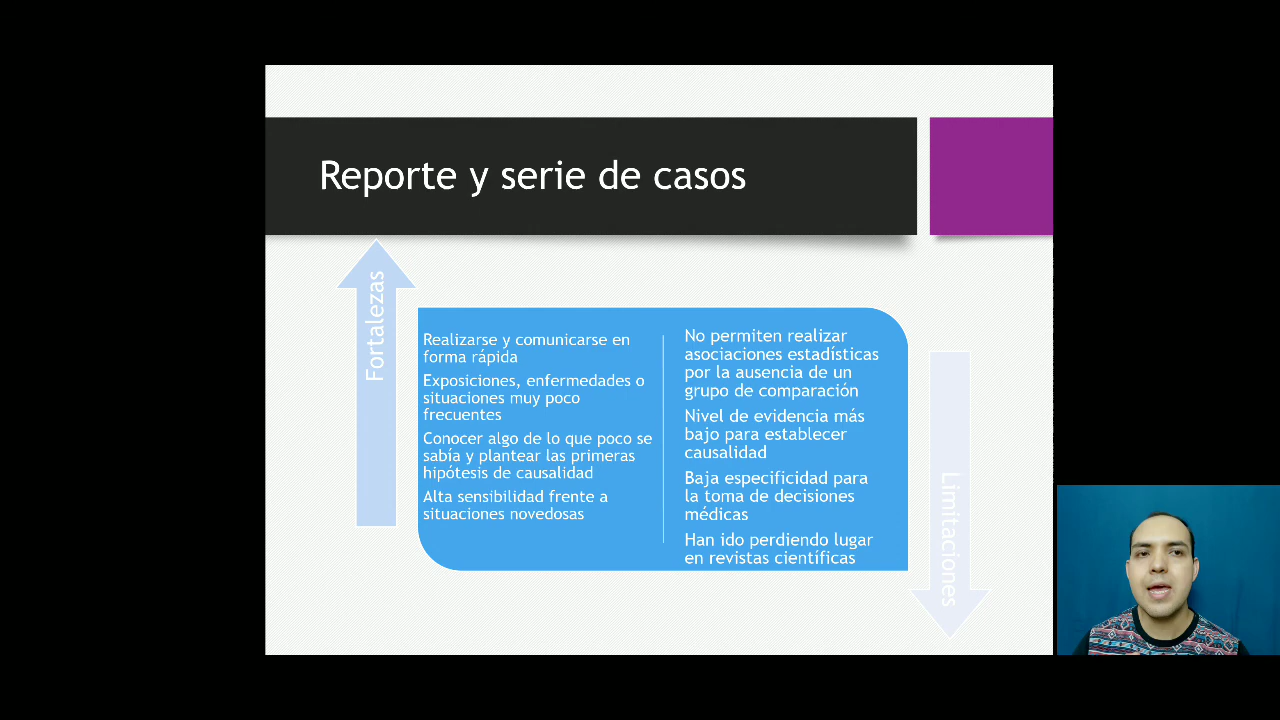 Reporte y serie de casos
Fortalezas
Realizarse y comunicarse en
forma rápida
Exposiciones, enfermedades o
situaciones muy poco
frecuentes
Conocer algo de lo que poco se
sabía y plantear las primeras
hipótesis de causalidad
Alta sensibilidad frente a
situaciones novedosas
No permiten realizar
asociaciones estadísticas
por la ausencia de un
grupo de comparación
Nivel de evidencia más
bajo para establecer
causalidad
Baja especificidad para
la toma de decisiones
médicas
Han ido perdiendo lugar
en revistas científicas
Limitaciones